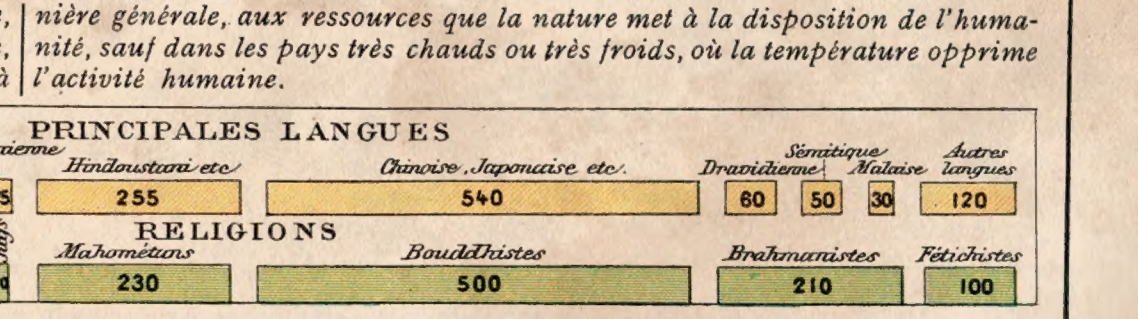 nière générale, aux ressources que la nature met à la disposition de l'huma-
nité, sauf dans les pays très chauds ou très froids, où la température opprime
à l'activité humaine.
PRINCIPALES LANGUES
Hindoustani etc Chinoise, Japonaise etc. Dravidienne Sémitique Malaise Autres langues
255 540 60 50 30 120
RELIGIONS
Mahométans Bouddhistes Brahmanistes Fétichistes
230 500 210 100